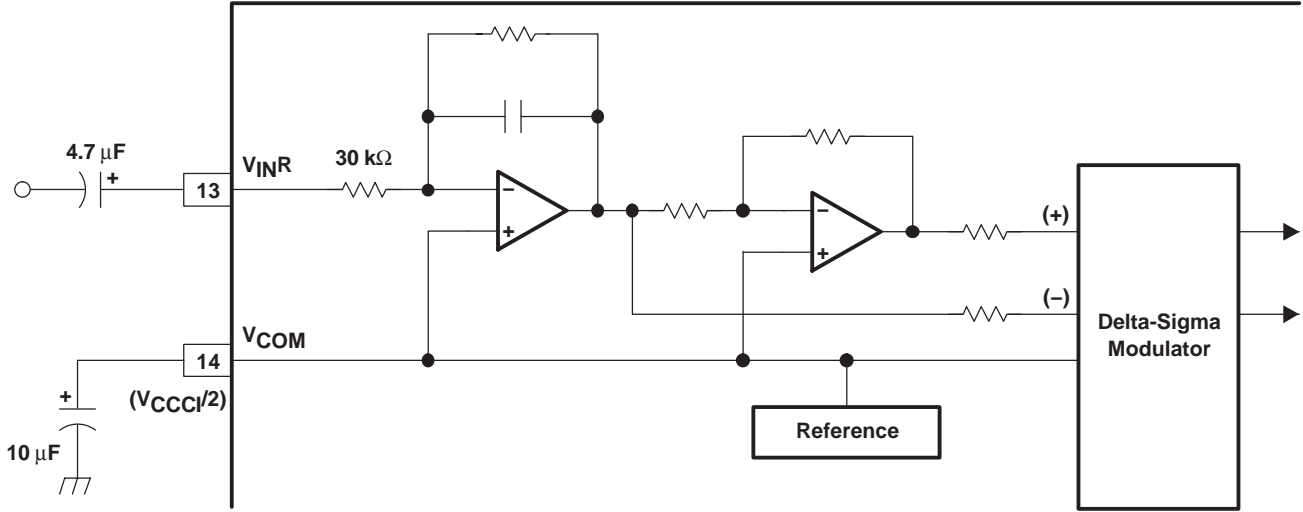 4.7 μF
+
13
VINR
30 kΩ
−
+
−
+
(+)
(−)
Delta-Sigma
Modulator
VCOM
14
(VCCCI/2)
+
10 μF
Reference